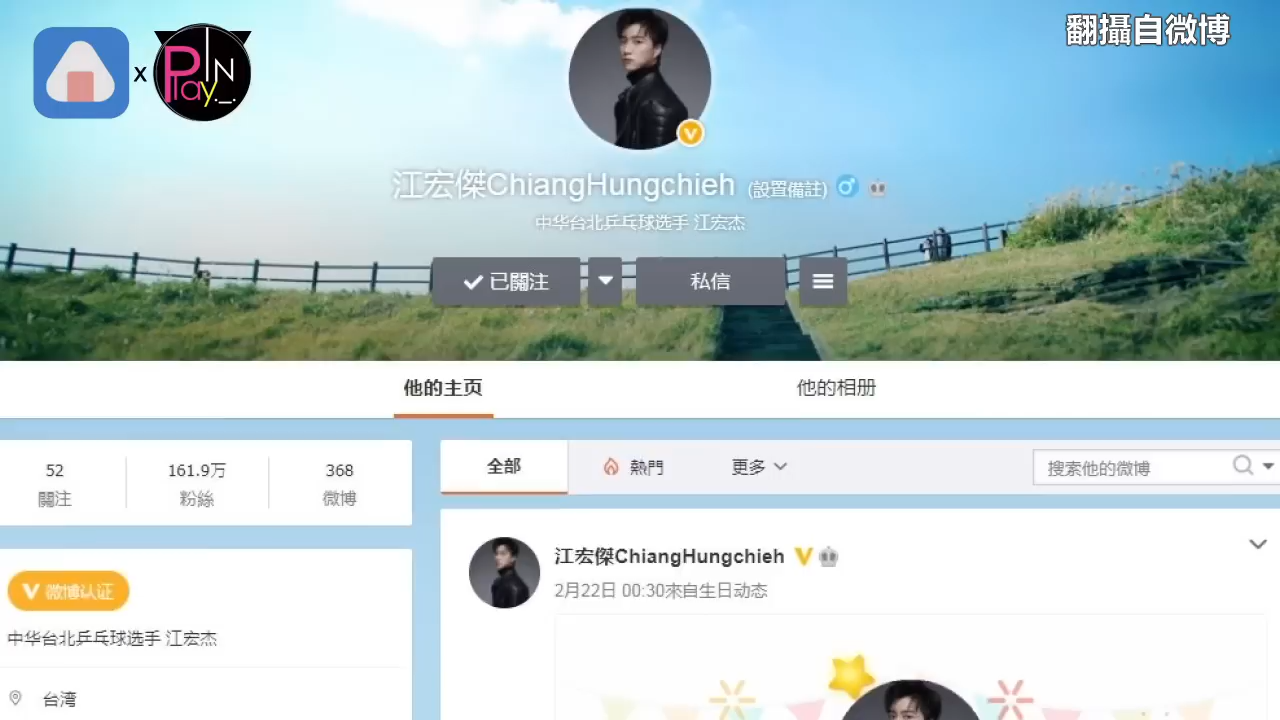 翻攝自微博
x
PlayIN._.
江宏傑ChiangHungchieh (設置備註)
中华台北乒乓球选手 江宏杰
已關注
私信
他的主页
他的相册
52
161.9万
368
關注
粉絲
微博
全部
熱門
更多
搜索他的微博
江宏傑ChiangHungchieh
2月22日 00:30來自生日动态
V 微博认证
中华台北乒乓球选手 江宏杰
台湾